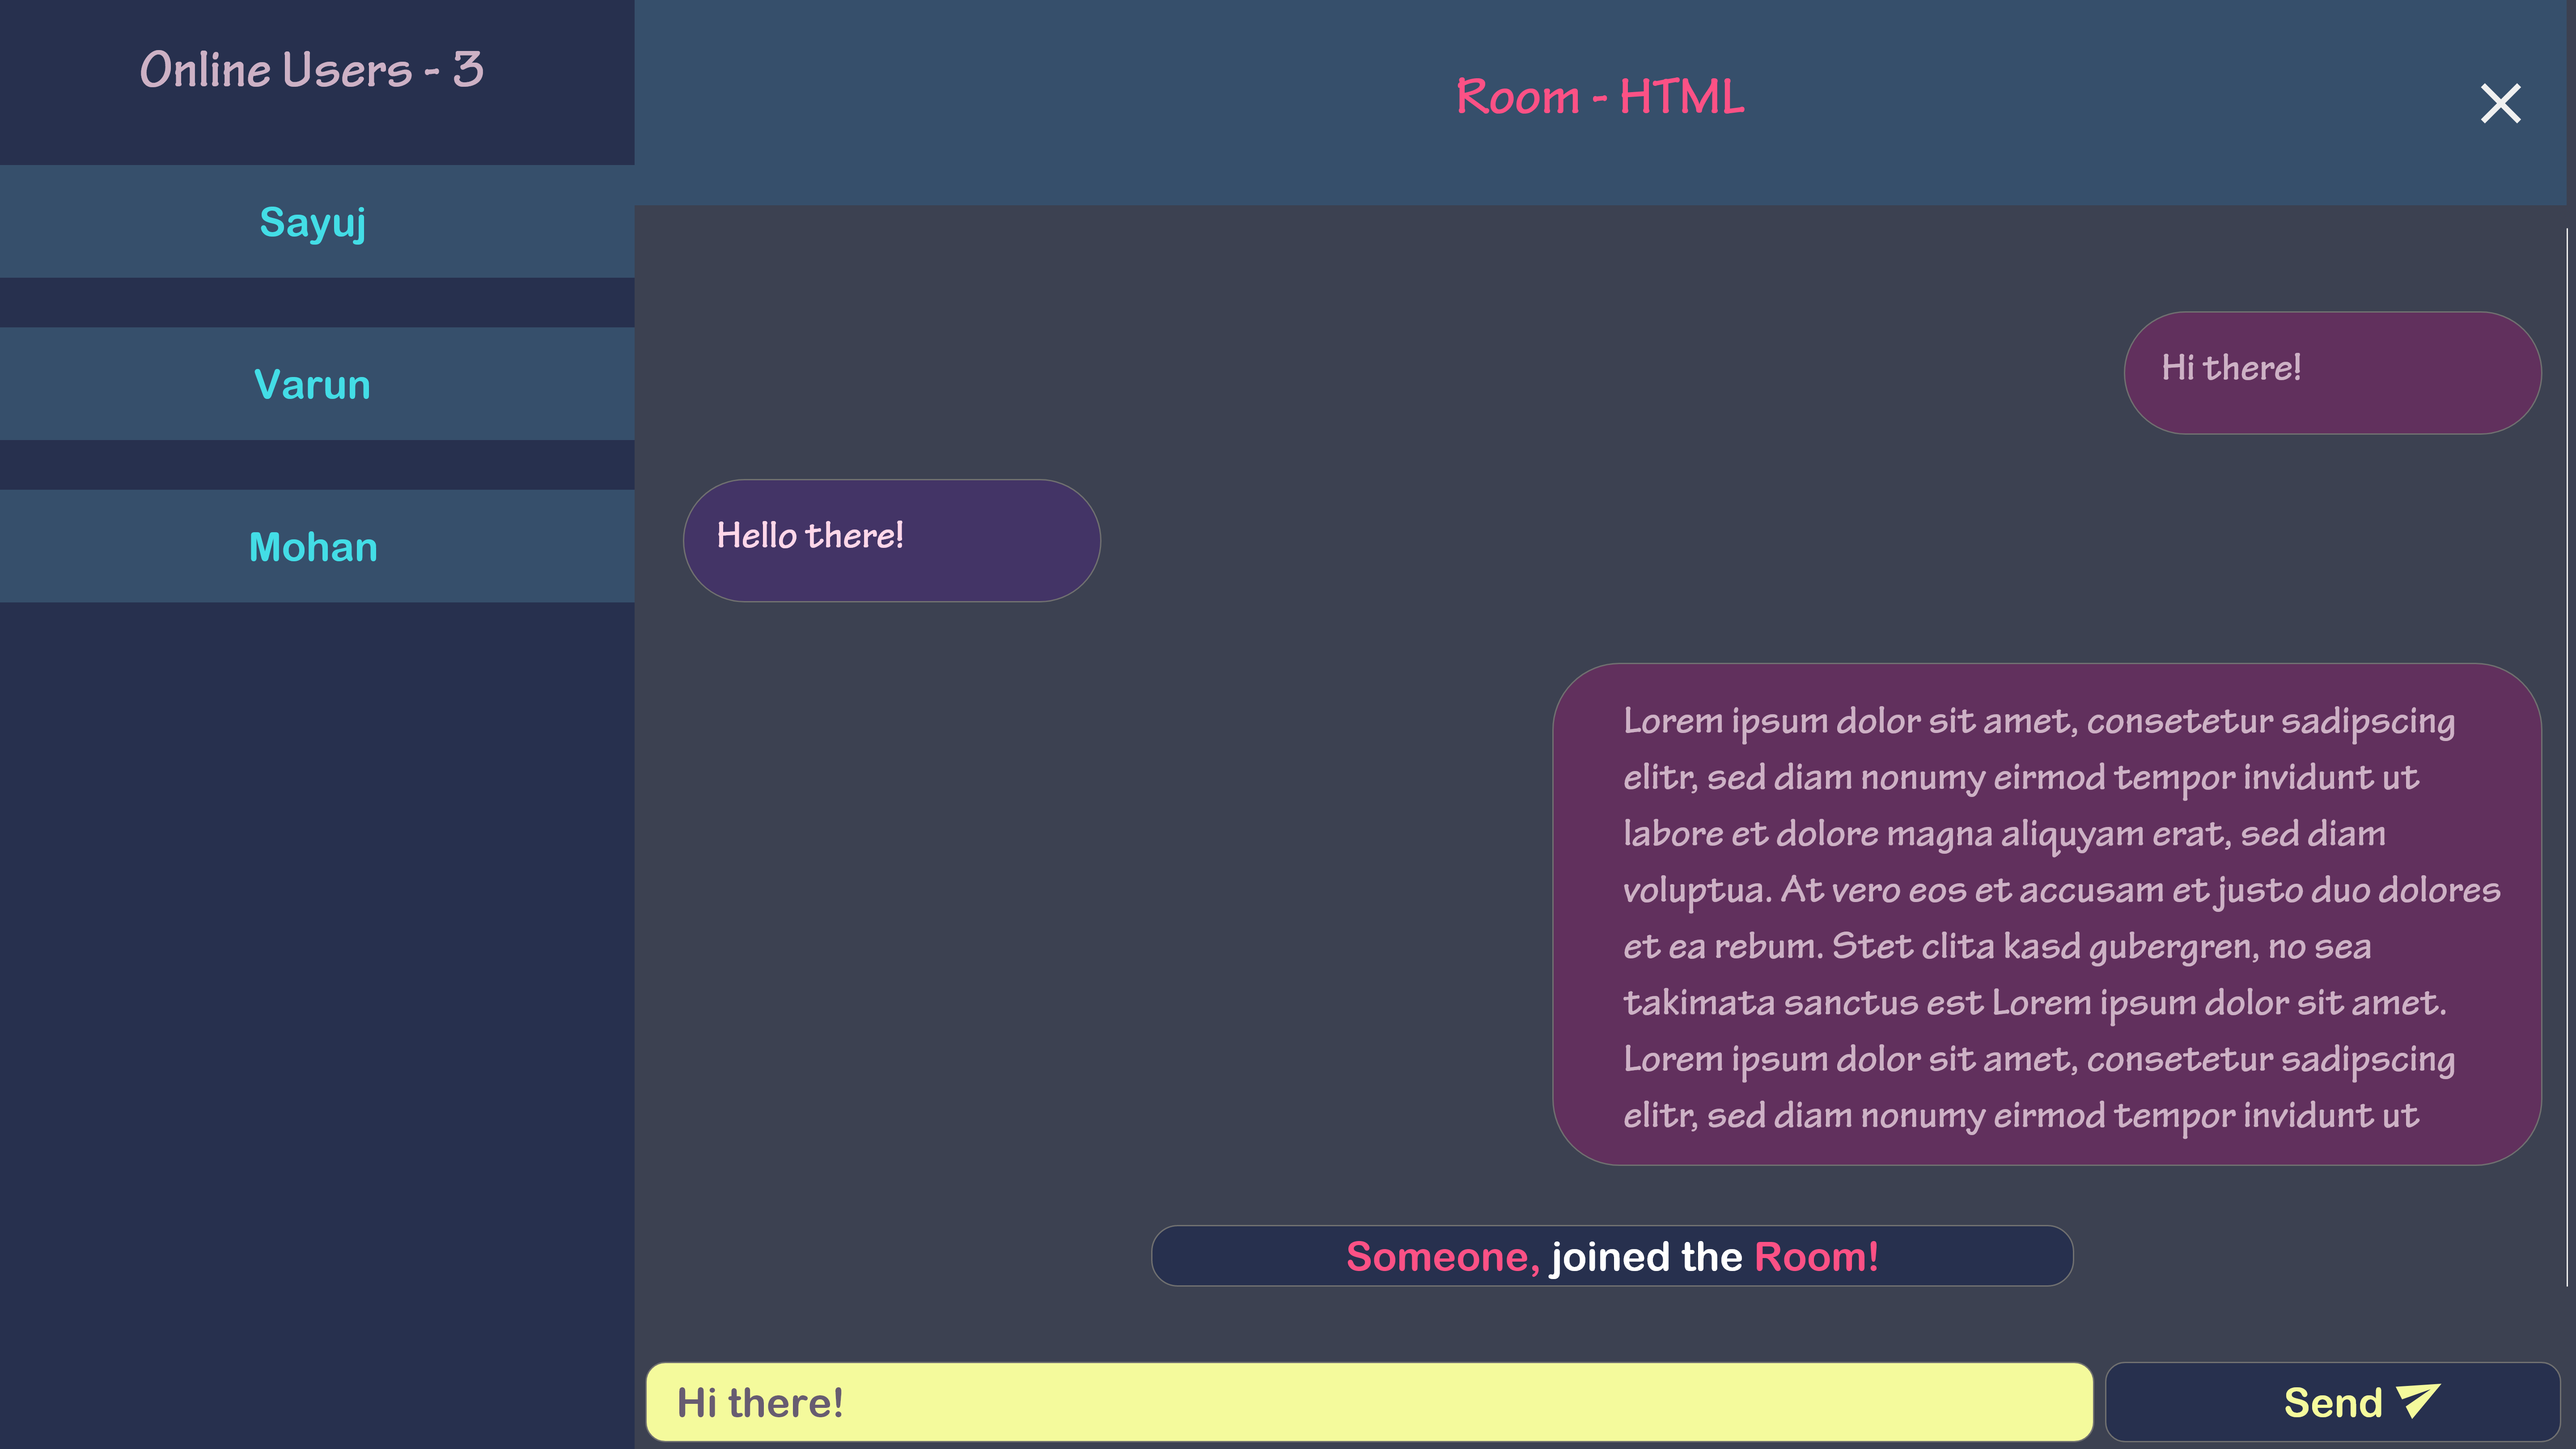 Online Users - 3
Sayuj
Varun
Mohan
Room - HTML
Hi there!
Hello there!
Lorem ipsum dolor sit amet, consetetur sadipscing
elitr, sed diam nonumy eirmod tempor invidunt ut
labore et dolore magna aliquyam erat, sed diam
voluptua. At vero eos et accusam et justo duo dolores
et ea rebum. Stet clita kasd gubergren, no sea
takimata sanctus est Lorem ipsum dolor sit amet.
Lorem ipsum dolor sit amet, consetetur sadipscing
elitr, sed diam nonumy eirmod tempor invidunt ut
Someone, joined the Room!
Hi there!
Send